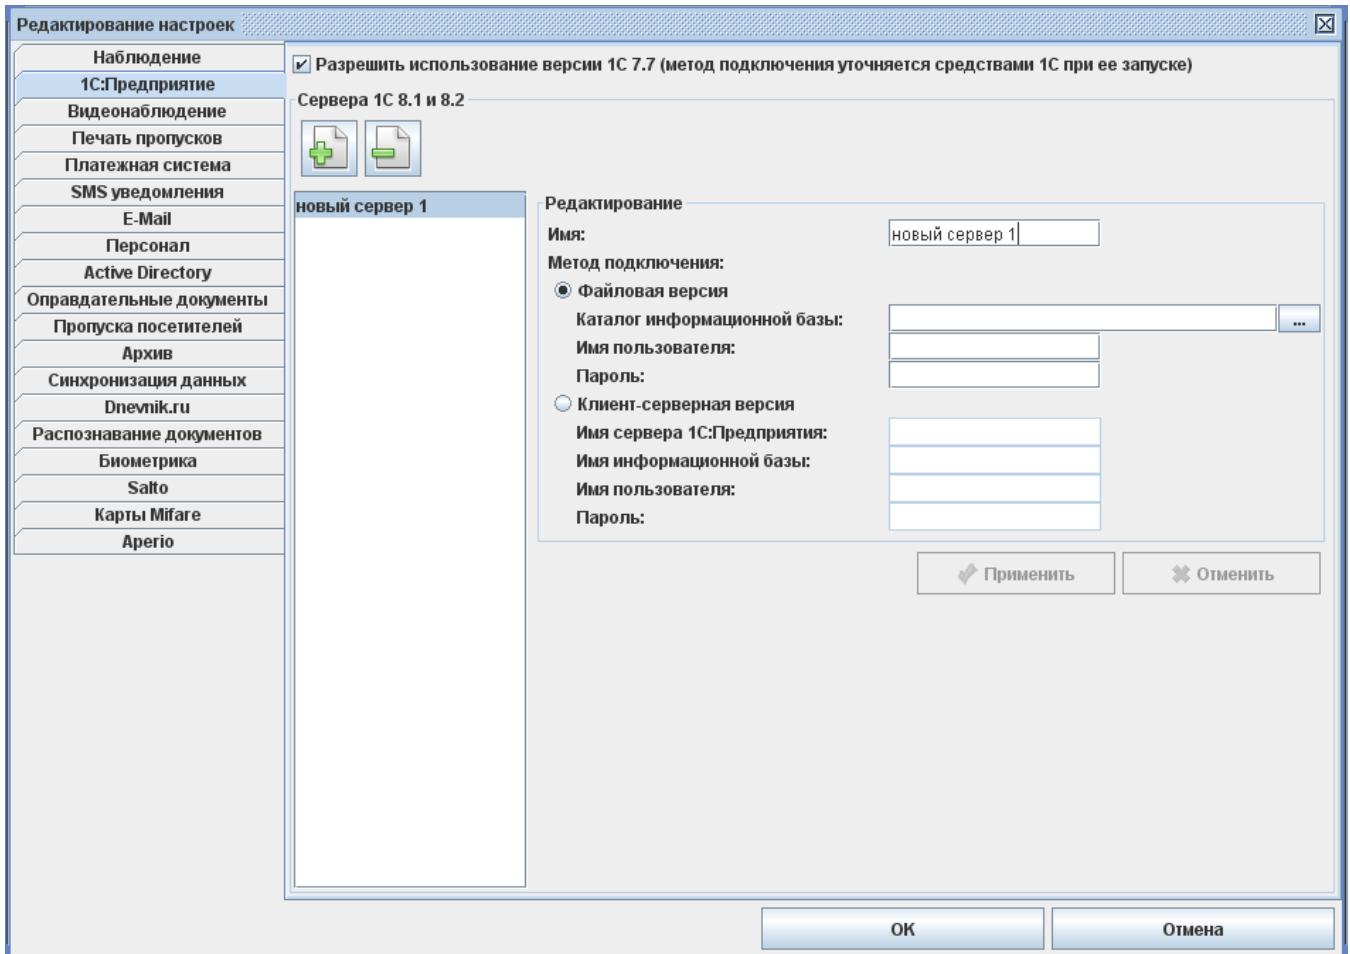 Редактирование настроек
Наблюдение
1С:Предприятие
Видеонаблюдение
Печать пропусков
Платежная система
SMS уведомления
E-Mail
Персонал
Active Directory
Оправдательные документы
Пропуска посетителей
Архив
Синхронизация данных
Dnevnik.ru
Распознавание документов
Биометрика
Salto
Карты Mifare
Aperio
Разрешить использование версии 1С 7.7 (метод подключения уточняется средствами 1С при ее запуске)
Сервера 1С 8.1 и 8.2
новый сервер 1
Редактирование
Имя: новый сервер 1
Метод подключения:
Файловая версия
Каталог информационной базы: ...
Имя пользователя:
Пароль:
Клиент-серверная версия
Имя сервера 1С:Предприятия:
Имя информационной базы:
Имя пользователя:
Пароль:
Применить Отменить
ОК Отмена